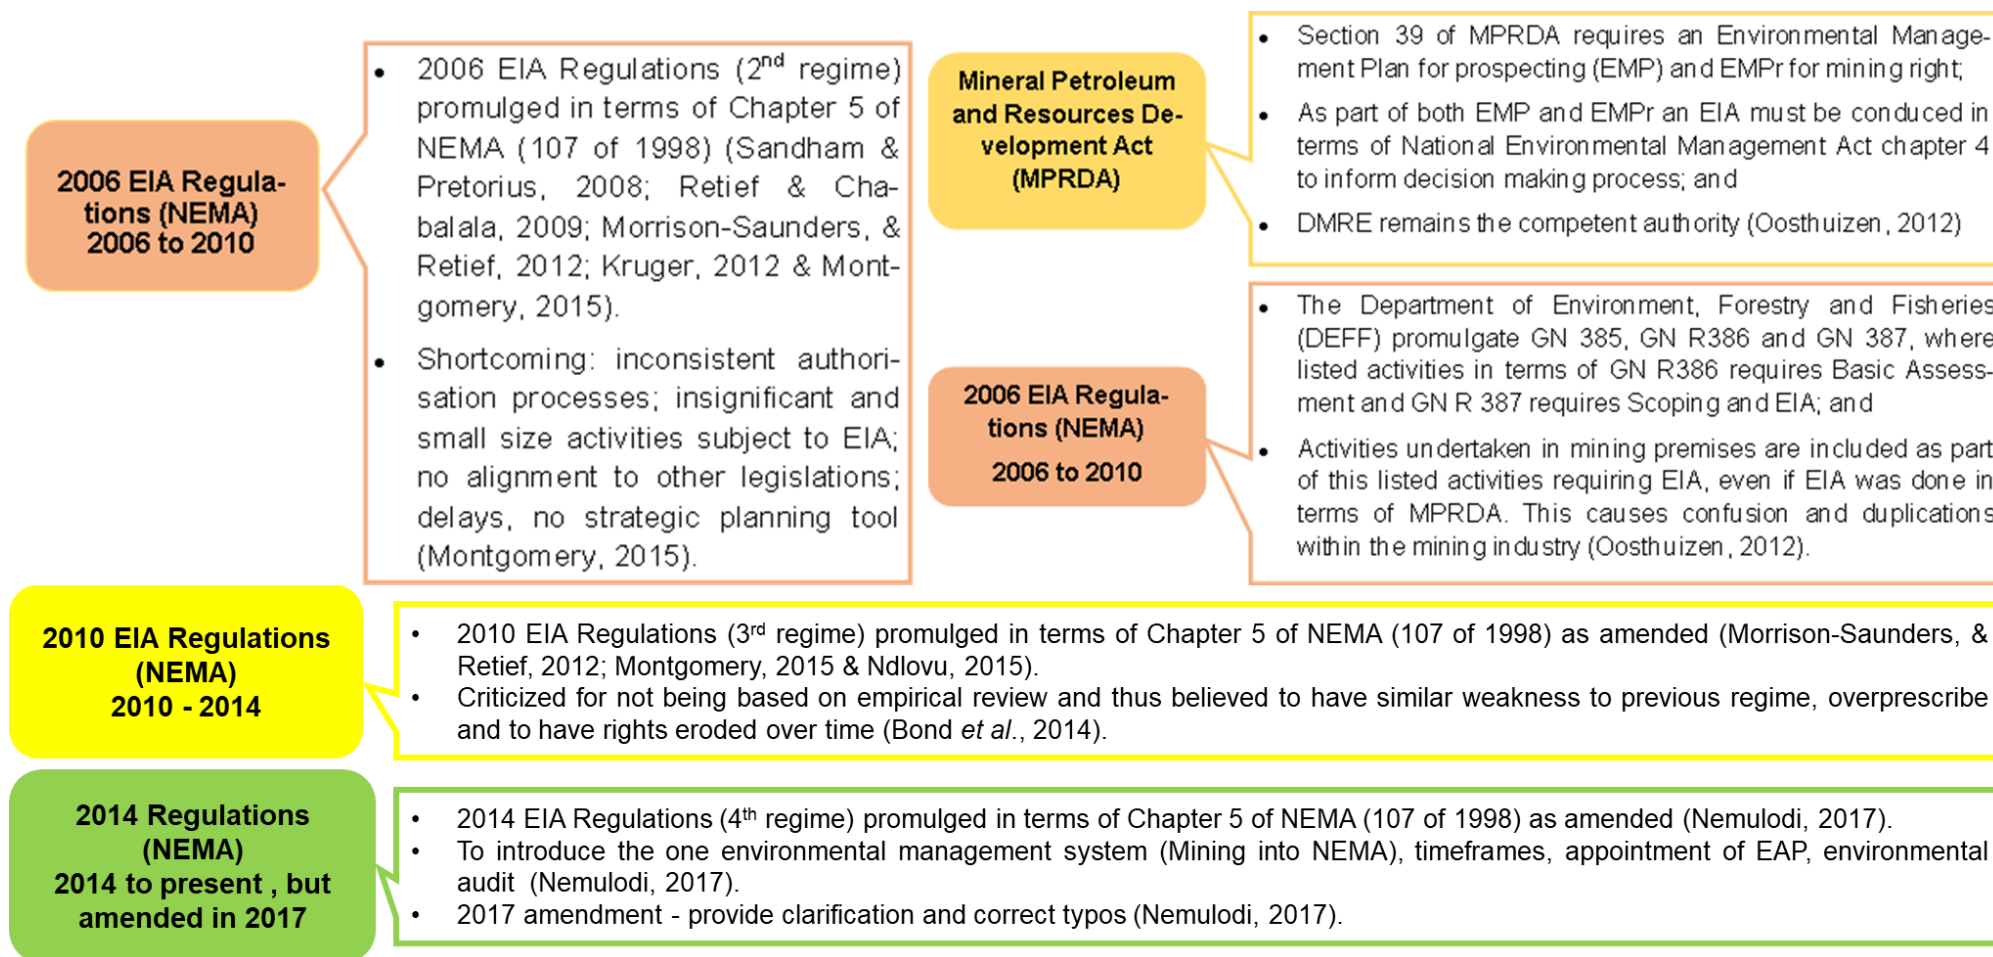 2006 EIA Regula-
tions (NEMA)
2006 to 2010
• 2006 EIA Regulations (2nd regime)
promulged in terms of Chapter 5 of
NEMA (107 of 1998) (Sandham &
Pretorius, 2008; Retief & Cha-
balala, 2009; Morrison-Saunders, &
Retief, 2012; Kruger, 2012 & Mont-
gomery, 2015).
• Shortcoming: inconsistent authori-
sation processes; insignificant and
small size activities subject to EIA;
no alignment to other legislations;
delays, no strategic planning tool
(Montgomery, 2015).
Mineral Petroleum
and Resources De-
velopment Act
(MPRDA)
• Section 39 of MPRDA requires an Environmental Manage-
ment Plan for prospecting (EMP) and EMPr for mining right;
• As part of both EMP and EMPr an EIA must be conduced in
terms of National Environmental Management Act chapter 4
to inform decision making process; and
• DMRE remains the competent authority (Oosthuizen, 2012)
2006 EIA Regula-
tions (NEMA)
2006 to 2010
• The Department of Environment, Forestry and Fisheries
(DEFF) promulgate GN 385, GN R386 and GN 387, where
listed activities in terms of GN R386 requires Basic Assess-
ment and GN R 387 requires Scoping and EIA; and
• Activities undertaken in mining premises are included as part
of this listed activities requiring EIA, even if EIA was done in
terms of MPRDA. This causes confusion and duplications
within the mining industry (Oosthuizen, 2012).
2010 EIA Regulations
(NEMA)
2010 - 2014
• 2010 EIA Regulations (3rd regime) promulged in terms of Chapter 5 of NEMA (107 of 1998) as amended (Morrison-Saunders, &
Retief, 2012; Montgomery, 2015 & Ndlovu, 2015).
• Criticized for not being based on empirical review and thus believed to have similar weakness to previous regime, overprescribe
and to have rights eroded over time (Bond et al., 2014).
2014 Regulations
(NEMA)
2014 to present , but
amended in 2017
• 2014 EIA Regulations (4th regime) promulged in terms of Chapter 5 of NEMA (107 of 1998) as amended (Nemulodi, 2017).
• To introduce the one environmental management system (Mining into NEMA), timeframes, appointment of EAP, environmental
audit (Nemulodi, 2017).
• 2017 amendment - provide clarification and correct typos (Nemulodi, 2017).